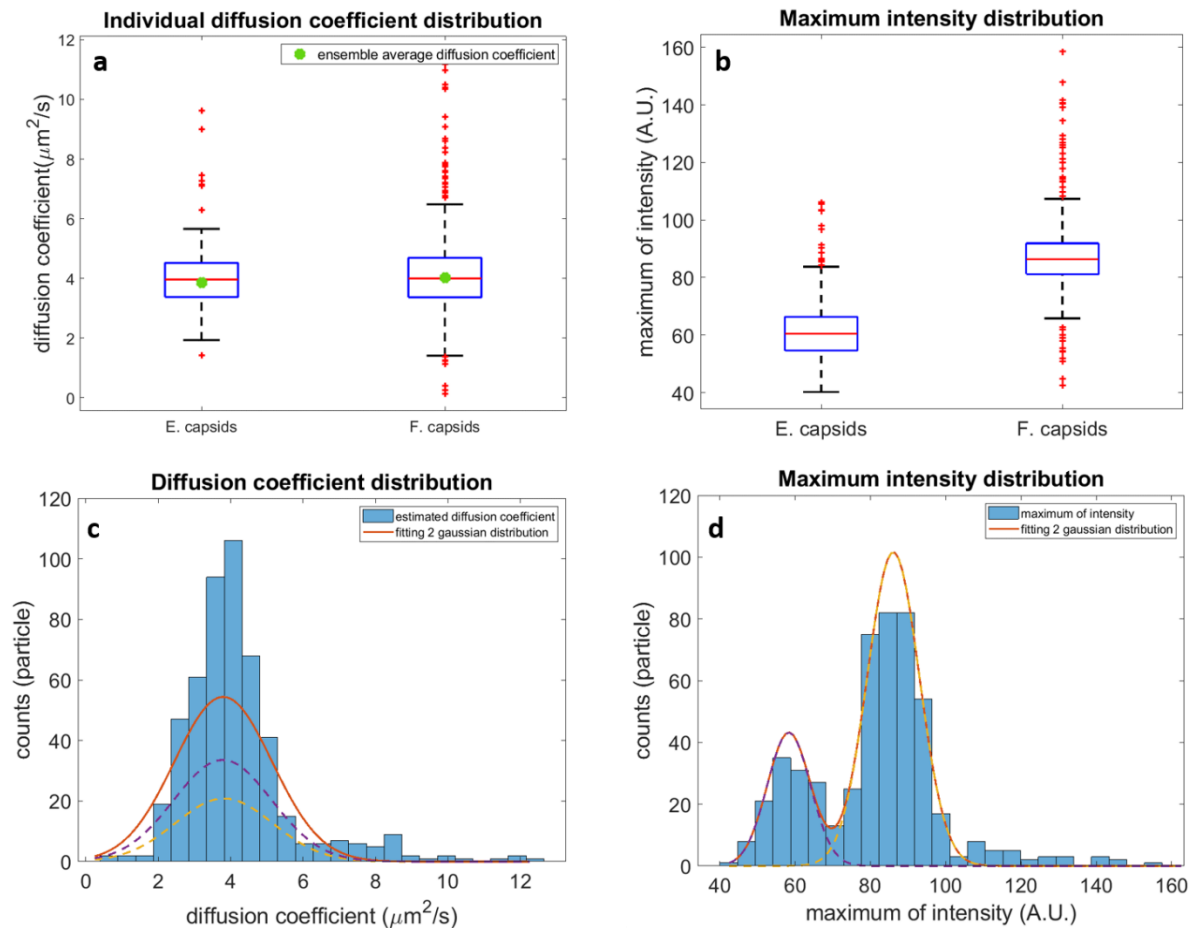 Individual diffusion coefficient distribution
a
ensemble average diffusion coefficient
12
10
8
6
4
2
0
diffusion coefficient(μm²/s)
E. capsids
F. capsids
Maximum intensity distribution
b
160
140
120
100
80
60
40
maximum of intensity (A.U.)
E. capsids
F. capsids
Diffusion coefficient distribution
c
estimated diffusion coefficient
fitting 2 gaussian distribution
120
100
80
60
40
20
0
counts (particle)
0 2 4 6 8 10 12
diffusion coefficient (μm²/s)
Maximum intensity distribution
d
maximum of intensity
fitting 2 gaussian distribution
120
100
80
60
40
20
0
counts (particle)
40 60 80 100 120 140 160
maximum of intensity (A.U.)